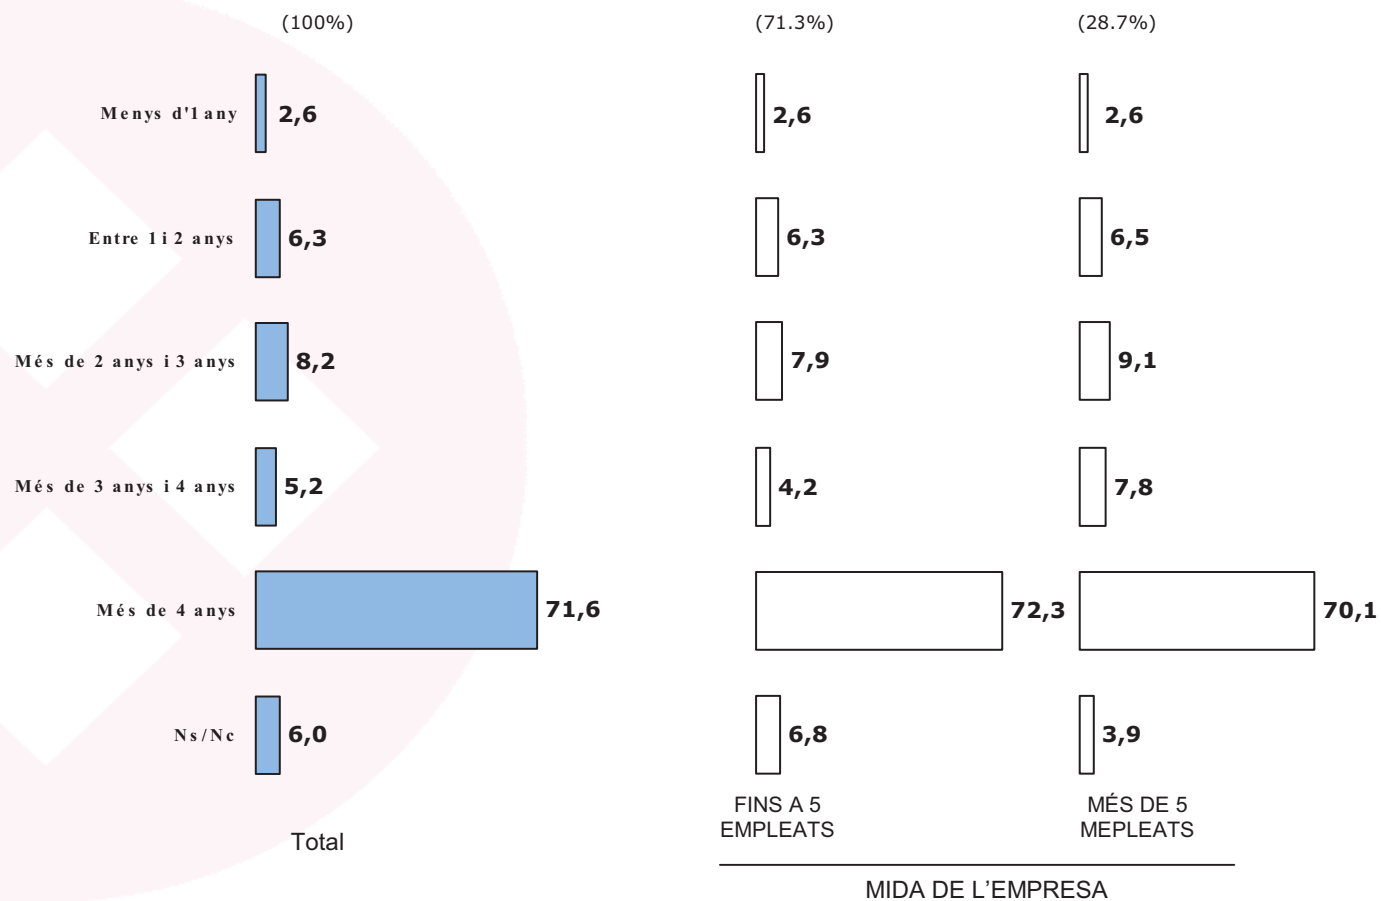 (100%) (71.3%) (28.7%)
Menys d'1 any 2,6 2,6 2,6
Entre 1 i 2 anys 6,3 6,3 6,5
Més de 2 anys i 3 anys 8,2 7,9 9,1
Més de 3 anys i 4 anys 5,2 4,2 7,8
Més de 4 anys 71,6 72,3 70,1
Ns/Nc 6,0 6,8 3,9
FINS A 5 MÉS DE 5
EMPLEATS MEPLEATS
Total
MIDA DE L'EMPRESA